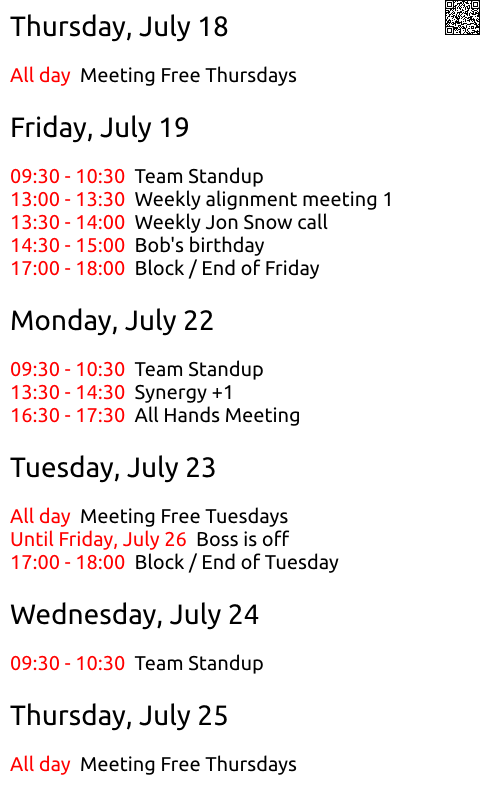 Thursday, July 18
All day Meeting Free Thursdays
Friday, July 19
09:30 - 10:30 Team Standup
13:00 - 13:30 Weekly alignment meeting 1
13:30 - 14:00 Weekly Jon Snow call
14:30 - 15:00 Bob's birthday
17:00 - 18:00 Block / End of Friday
Monday, July 22
09:30 - 10:30 Team Standup
13:30 - 14:30 Synergy +1
16:30 - 17:30 All Hands Meeting
Tuesday, July 23
All day Meeting Free Tuesdays
Until Friday, July 26 Boss is off
17:00 - 18:00 Block / End of Tuesday
Wednesday, July 24
09:30 - 10:30 Team Standup
Thursday, July 25
All day Meeting Free Thursdays